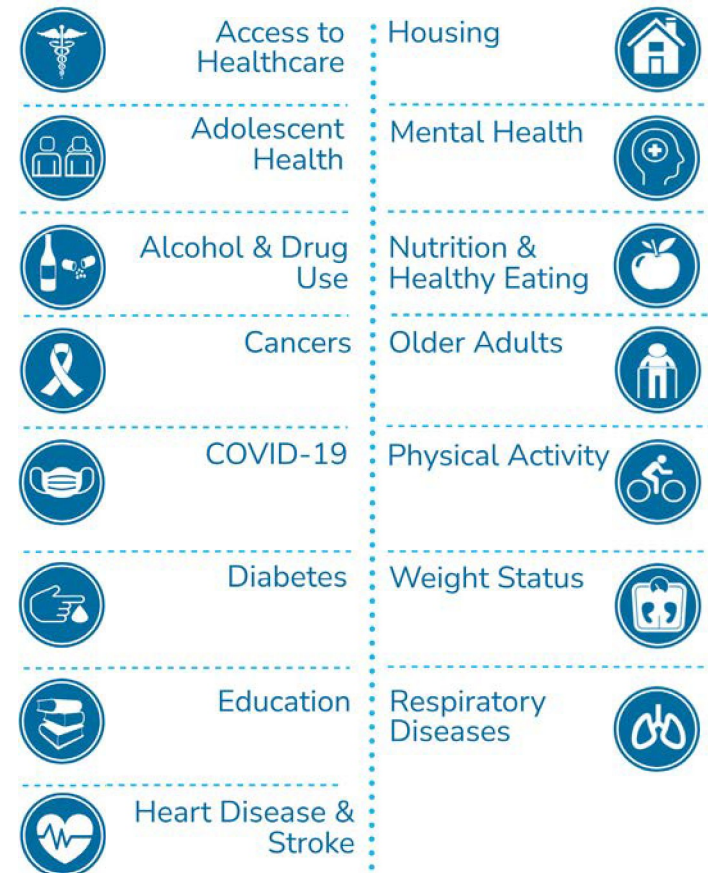 Access to
Healthcare
Adolescent
Health
Alcohol & Drug
Use
Cancers
COVID-19
Diabetes
Education
Heart Disease &
Stroke
Housing
Mental Health
Nutrition &
Healthy Eating
Older Adults
Physical Activity
Weight Status
Respiratory
Diseases